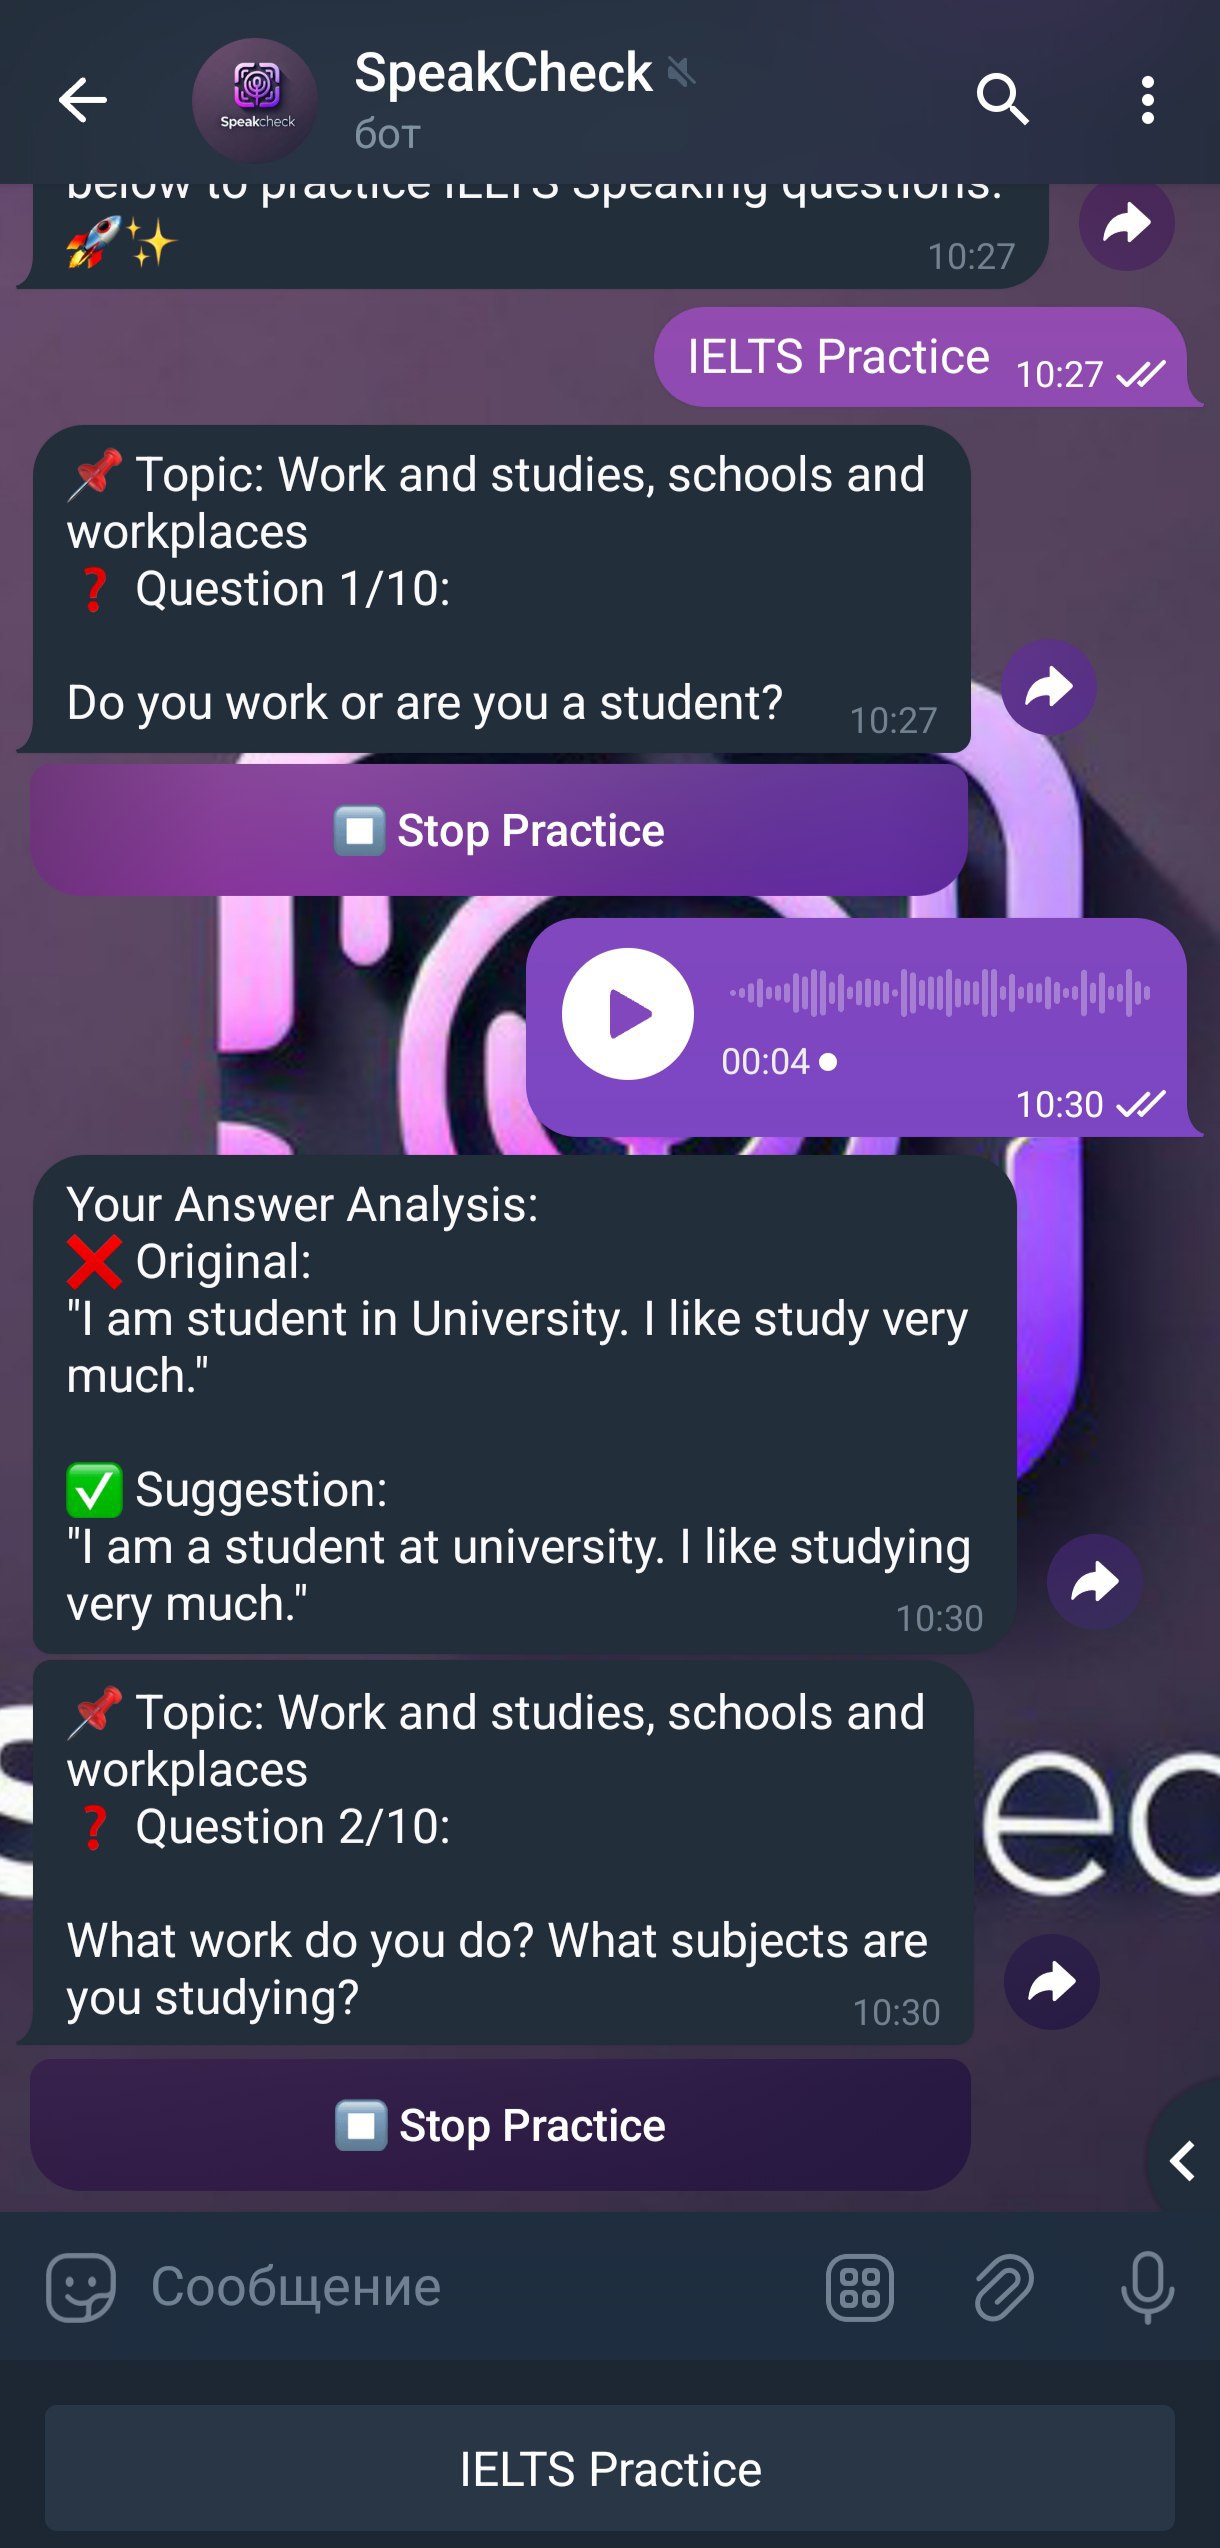 SpeakCheck
бот
Speakcheck
below to practice IELTS Speaking questions.
🚀✨
10:27
IELTS Practice 10:27
📌 Topic: Work and studies, schools and
workplaces
❓ Question 1/10:
Do you work or are you a student?
10:27
⏹ Stop Practice
00:04
10:30
Your Answer Analysis:
❌ Original:
"I am student in University. I like study very
much."
✅ Suggestion:
"I am a student at university. I like studying
very much."
10:30
📌 Topic: Work and studies, schools and
workplaces
❓ Question 2/10:
What work do you do? What subjects are
you studying?
10:30
⏹ Stop Practice
Сообщение
IELTS Practice